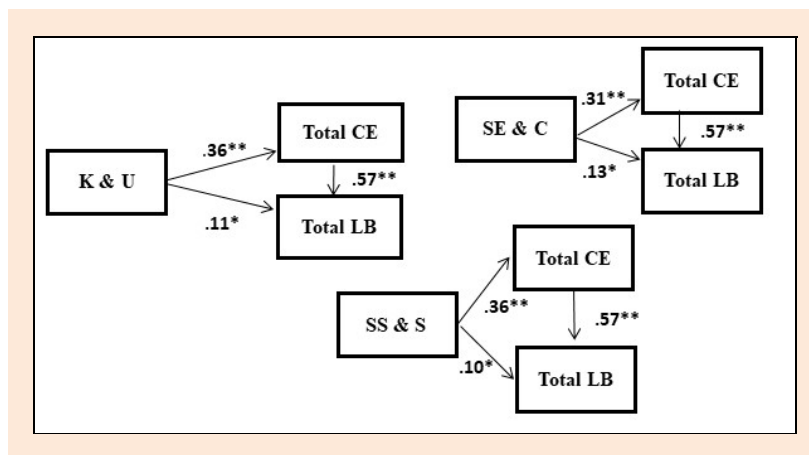 Total CE
.36**
K & U
.57**
.11*
Total LB
Total CE
.31**
SE & C
.57**
.13*
Total LB
Total CE
.36**
SS & S
.57**
.10*
Total LB